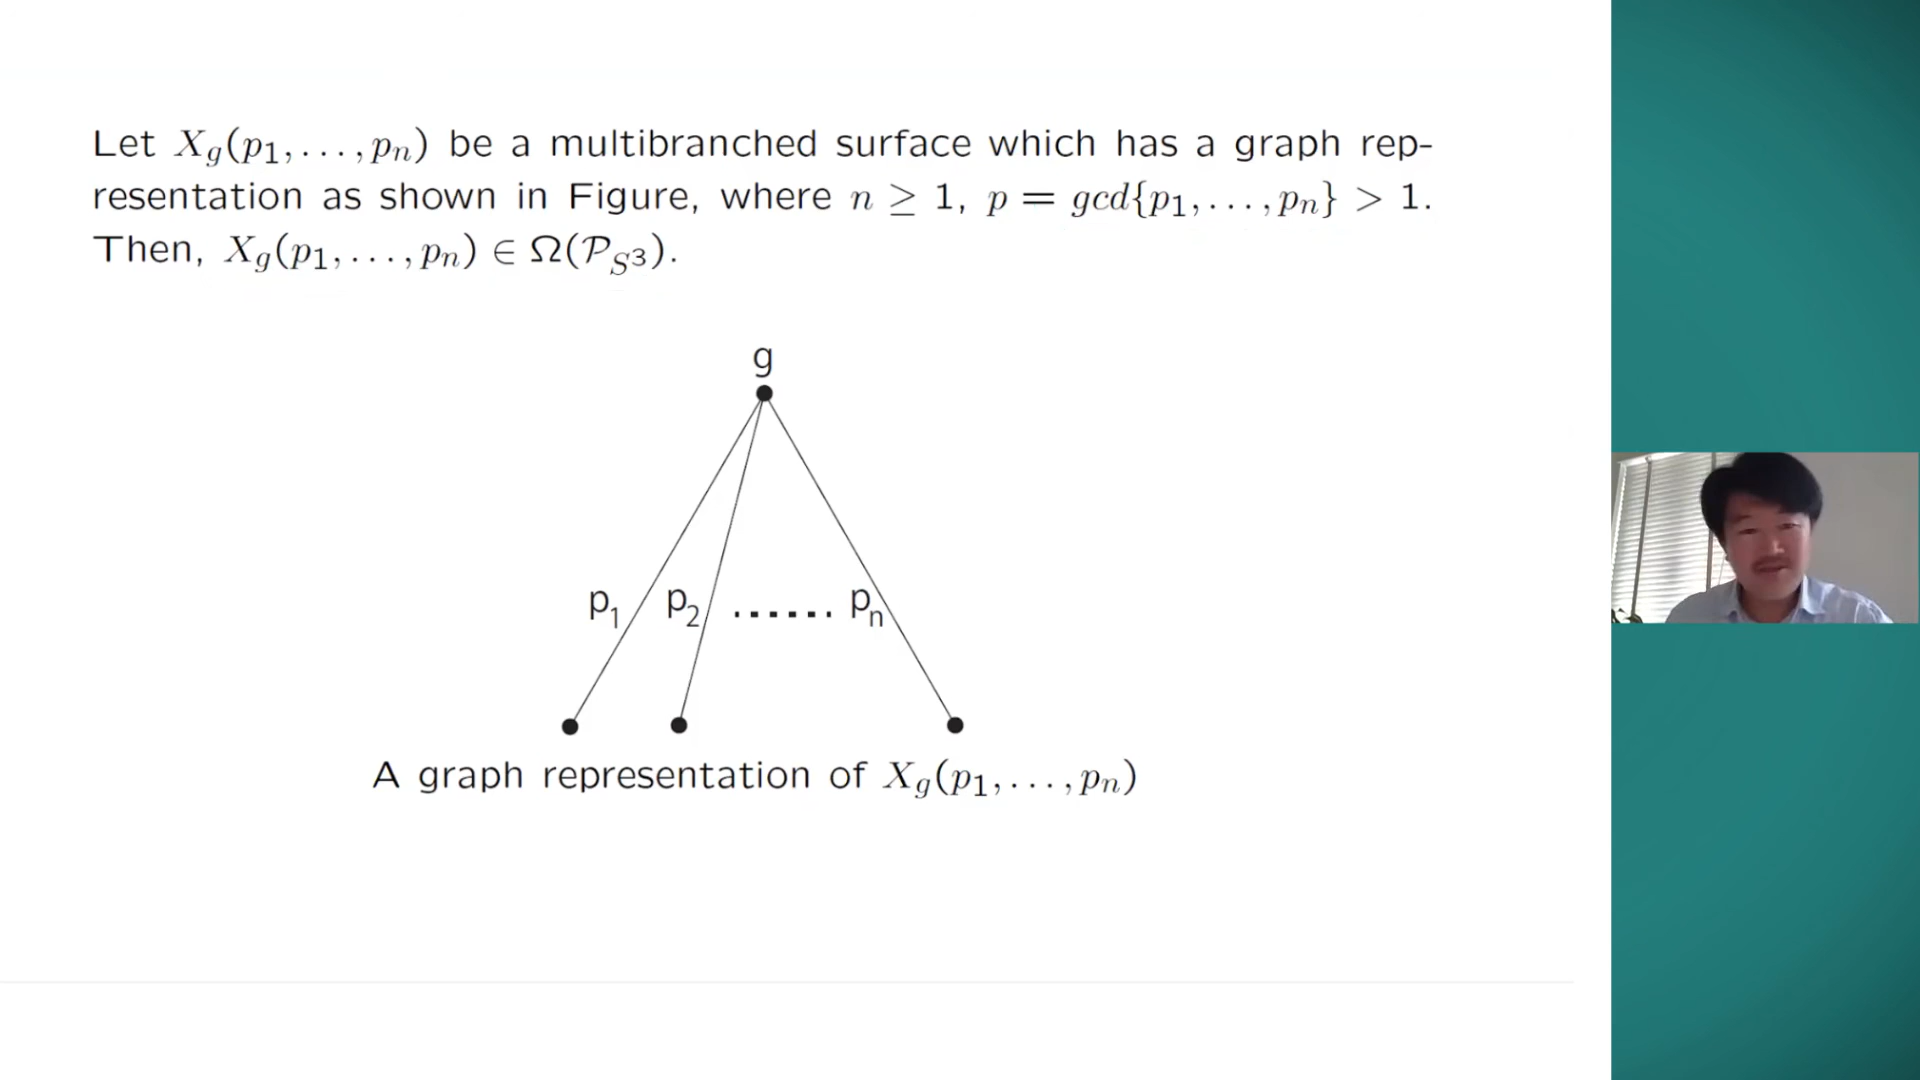 Let X_g(p_1, . . . , p_n) be a multibranched surface which has a graph rep-
resentation as shown in Figure, where n ≥ 1, p = gcd{p_1, . . . , p_n} > 1.
Then, X_g(p_1, . . . , p_n) ∈ Ω(𝒫_{S^3}).
g
p_1 p_2 ...... p_n
A graph representation of X_g(p_1, . . . , p_n)